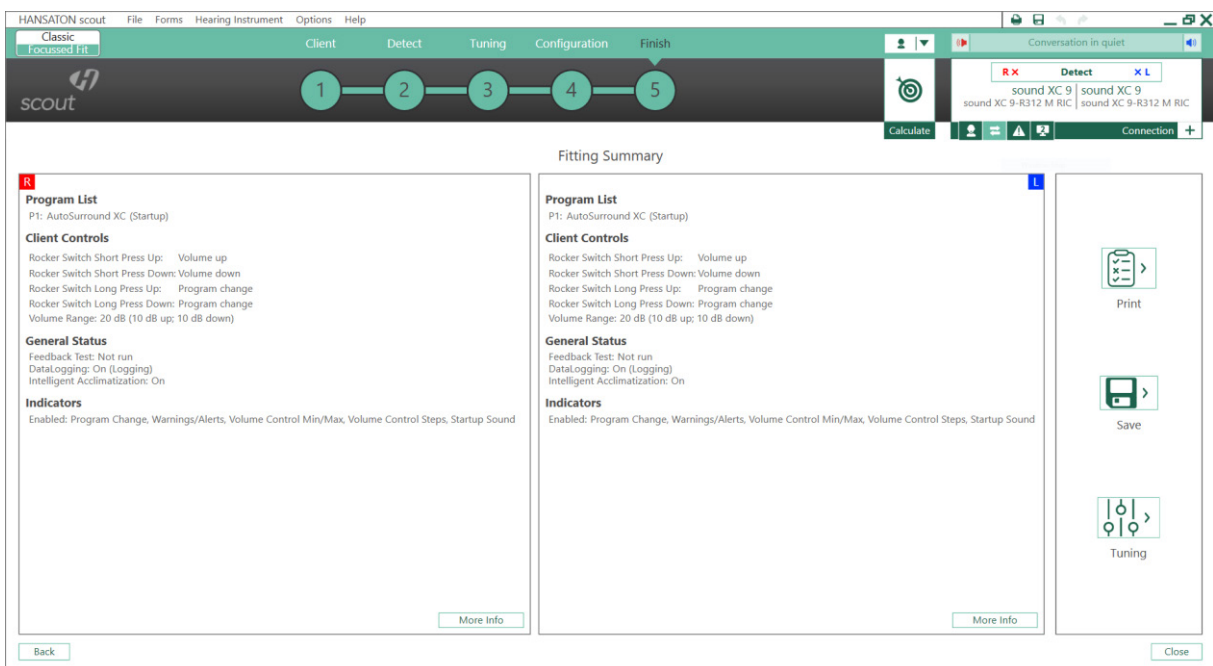 HANSATON scout File Forms Hearing Instrument Options Help
Classic
Focussed Fit
Client Detect Tuning Configuration Finish
Conversation in quiet
scout
1 2 3 4 5
R X Detect X L
sound XC 9 | sound XC 9
sound XC 9-R312 M RIC | sound XC 9-R312 M RIC
Calculate
2
Connection +
Fitting Summary
R
Program List
P1: AutoSurround XC (Startup)
Client Controls
Rocker Switch Short Press Up: Volume up
Rocker Switch Short Press Down: Volume down
Rocker Switch Long Press Up: Program change
Rocker Switch Long Press Down: Program change
Volume Range: 20 dB (10 dB up; 10 dB down)
General Status
Feedback Test: Not run
DataLogging: On (Logging)
Intelligent Acclimatization: On
Indicators
Enabled: Program Change, Warnings/Alerts, Volume Control Min/Max, Volume Control Steps, Startup Sound
More Info
L
Program List
P1: AutoSurround XC (Startup)
Client Controls
Rocker Switch Short Press Up: Volume up
Rocker Switch Short Press Down: Volume down
Rocker Switch Long Press Up: Program change
Rocker Switch Long Press Down: Program change
Volume Range: 20 dB (10 dB up; 10 dB down)
General Status
Feedback Test: Not run
DataLogging: On (Logging)
Intelligent Acclimatization: On
Indicators
Enabled: Program Change, Warnings/Alerts, Volume Control Min/Max, Volume Control Steps, Startup Sound
More Info
Print
Save
Tuning
Back
Close